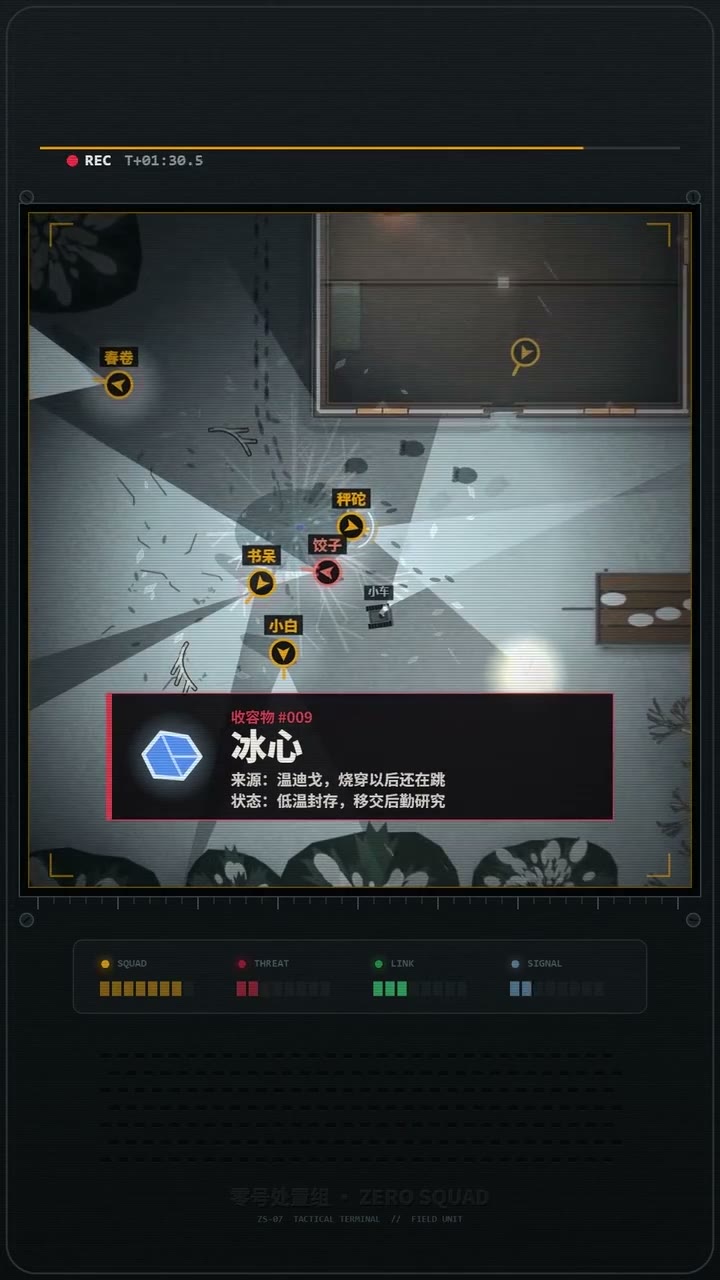 REC T+01:30.5
春卷
秤砣
饺子
书呆
小车
小白
收容物 #009
冰心
来源：温迪戈，烧穿以后还在跳
状态：低温封存，移交后勤研究
SQUAD THREAT LINK SIGNAL
零号处置组 · ZERO SQUAD
ZS-07 TACTICAL TERMINAL // FIELD UNIT